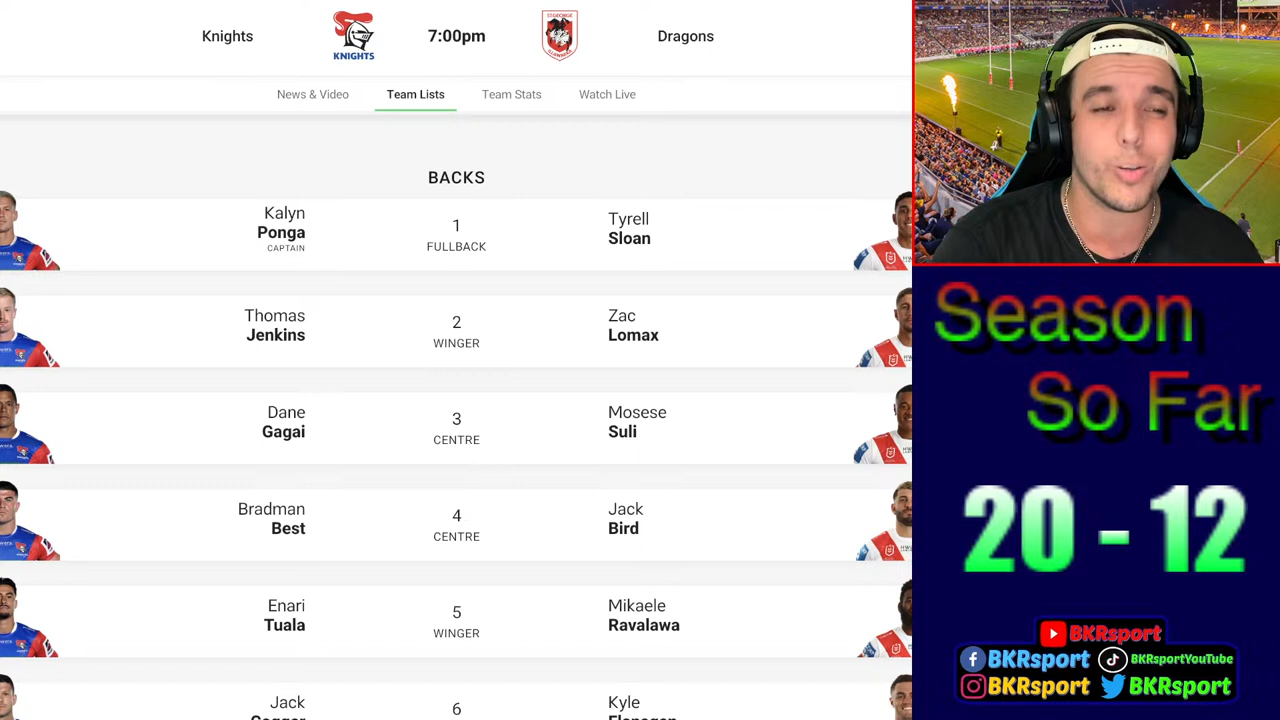 Knights
KNIGHTS
7:00pm
ST GEORGE
ILLAWARRA
Dragons
News & Video
Team Lists
Team Stats
Watch Live
BACKS
Kalyn
Ponga
CAPTAIN
1
FULLBACK
Tyrell
Sloan
Thomas
Jenkins
2
WINGER
Zac
Lomax
Dane
Gagai
3
CENTRE
Mosese
Suli
Bradman
Best
4
CENTRE
Jack
Bird
Enari
Tuala
5
WINGER
Mikaele
Ravalawa
Jack
6
Kyle
Season
So Far
20 - 12
BKRsport
BKRsport
BKRsportYouTube
BKRsport
BKRsport